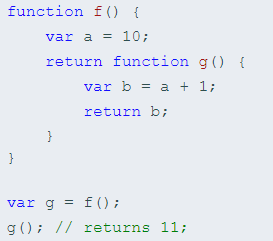 function f() {
    var a = 10;
    return function g() {
        var b = a + 1;
        return b;
    }
}

var g = f();
g(); // returns 11;